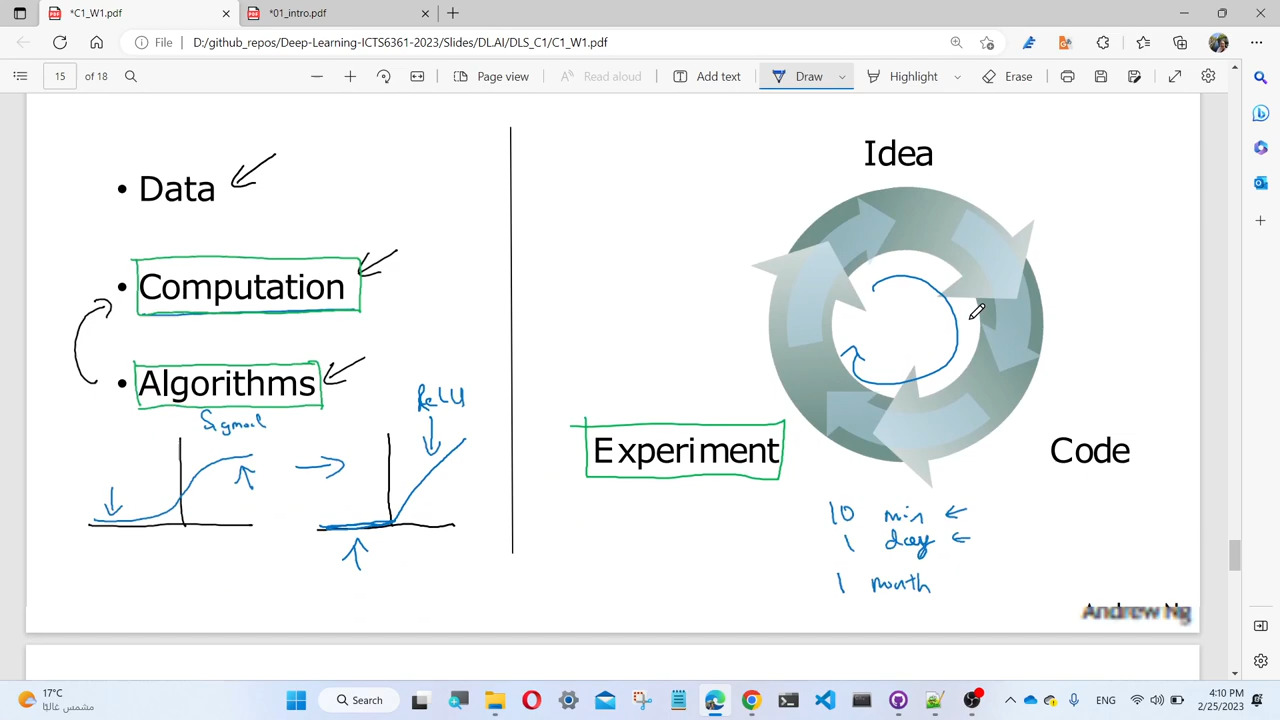 *C1_W1.pdf
*01_intro.pdf
File
D:/github_repos/Deep-Learning-ICTS6361-2023/Slides/DL.AI/DLS_C1/C1_W1.pdf
15 of 18
Page view
Read aloud
Add text
Draw
Highlight
Erase
• Data
• Computation
• Algorithms
ReLU
Idea
Experiment
Code
10 min
1 day
1 month
Andrew Ng
17°C
مشمس غالبًا
Search
ENG
4:10 PM
2/25/2023